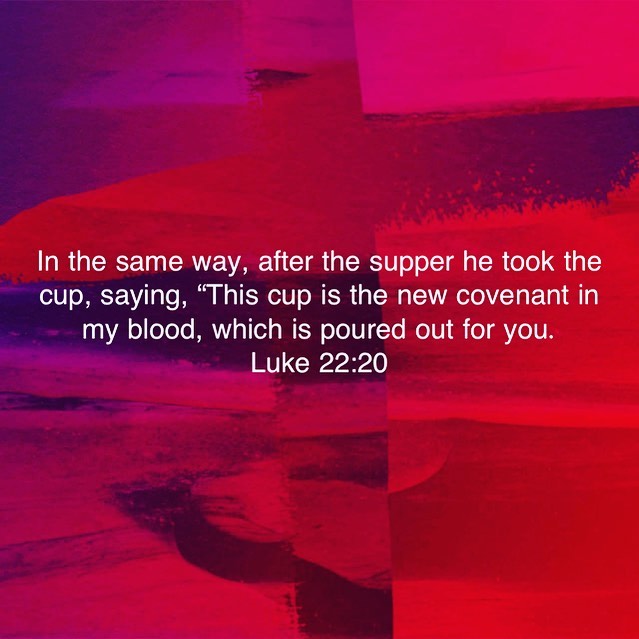 In the same way, after the supper he took the
cup, saying, “This cup is the new covenant in
my blood, which is poured out for you.
Luke 22:20